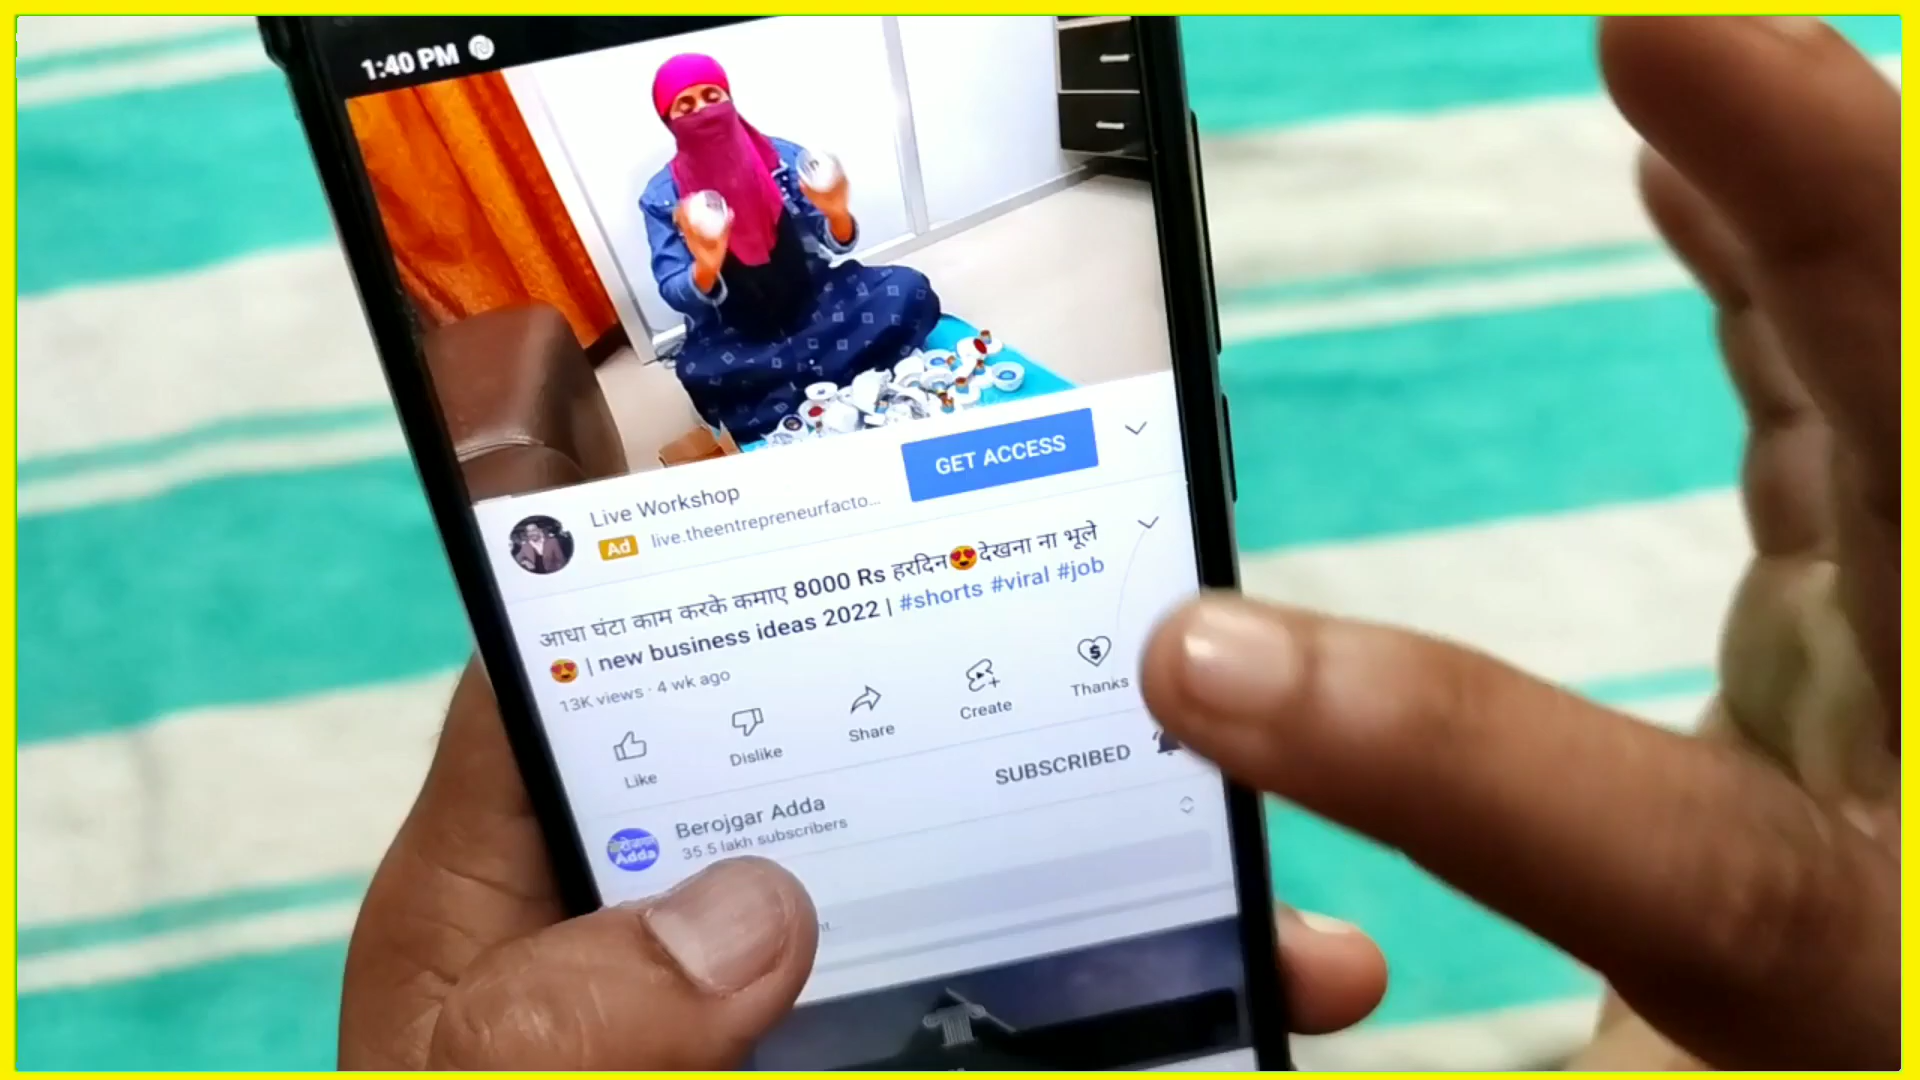 1:40 PM
Live Workshop
GET ACCESS
Ad live.theentrepreneurfacto...
आधा घंटा काम करके कमाए 8000 Rs हरदिन😍देखना ना भूले
😍 | new business ideas 2022 | #shorts #viral #job
13K views · 4 wk ago
Like Dislike Share Create Thanks
Berojgar Adda
SUBSCRIBED
35.5 lakh subscribers
Adda